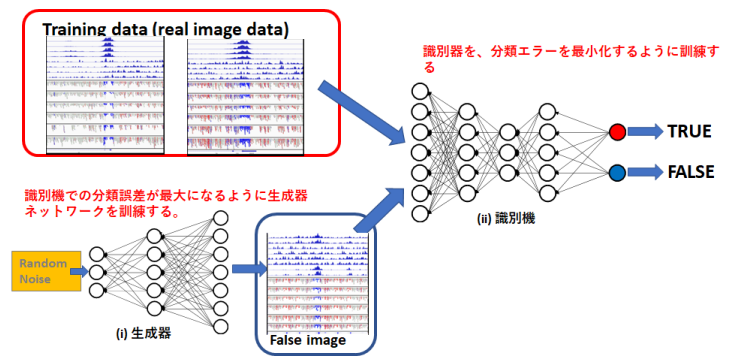 Training data (real image data)
識別器を、分類エラーを最小化するように訓練す
る
TRUE
FALSE
(ii) 識別機
識別機での分類誤差が最大になるように生成器
ネットワークを訓練する。
Random
Noise
(i) 生成器
False image